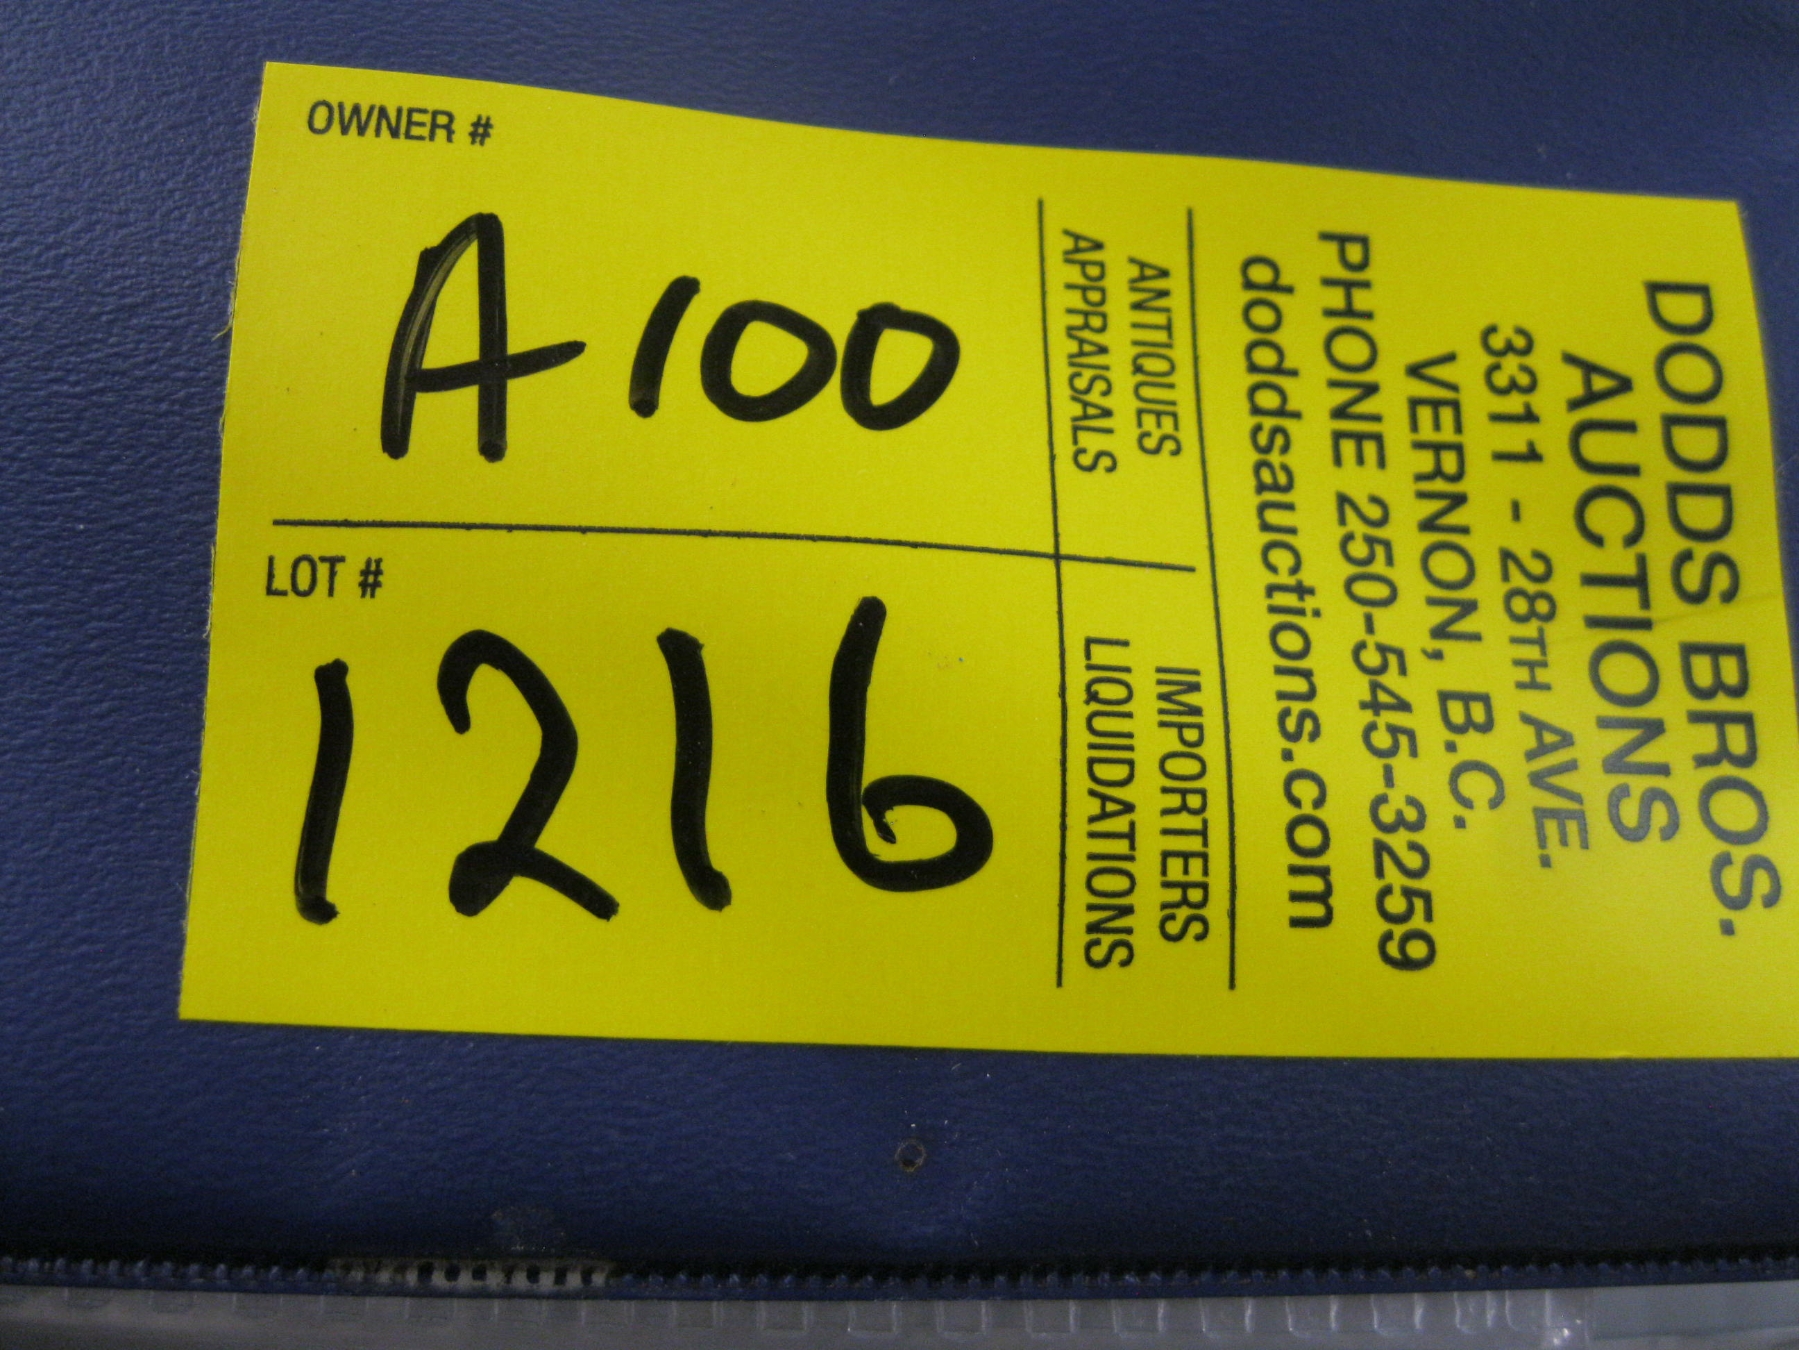 OWNER #
A100
LOT #
1216
DODDS BROS.
AUCTIONS
3311 - 28TH AVE.
VERNON, B.C.
PHONE 250-545-3259
doddsauctions.com
ANTIQUES
APPRAISALS
IMPORTERS
LIQUIDATIONS